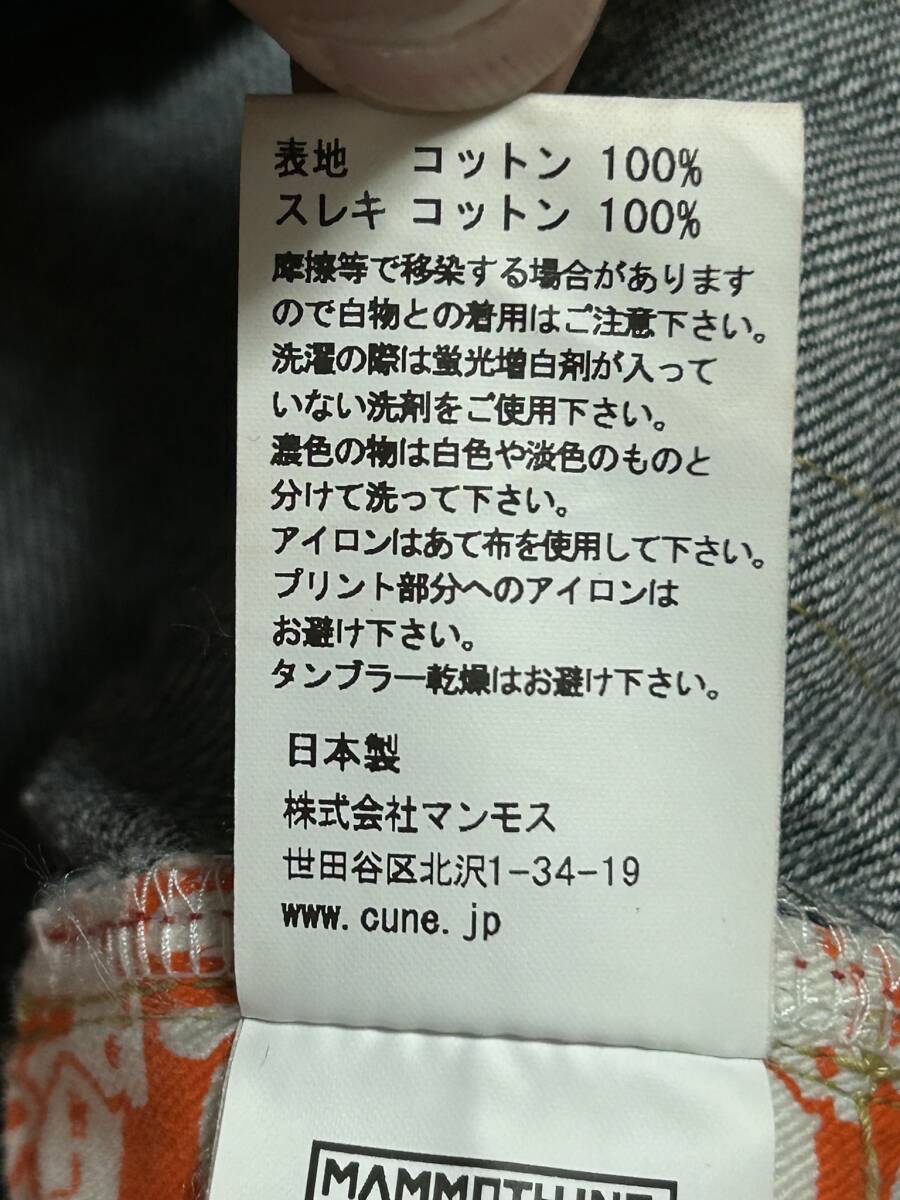 表地 コットン 100%
スレキ コットン 100%
摩擦等で移染する場合があります
ので白物との着用はご注意下さい。
洗濯の際は蛍光増白剤が入って
いない洗剤をご使用下さい。
濃色の物は白色や淡色のものと
分けて洗って下さい。
アイロンはあて布を使用して下さい。
プリント部分へのアイロンは
お避け下さい。
タンブラー乾燥はお避け下さい。
日本製
株式会社マンモス
世田谷区北沢1-34-19
www.cune.jp